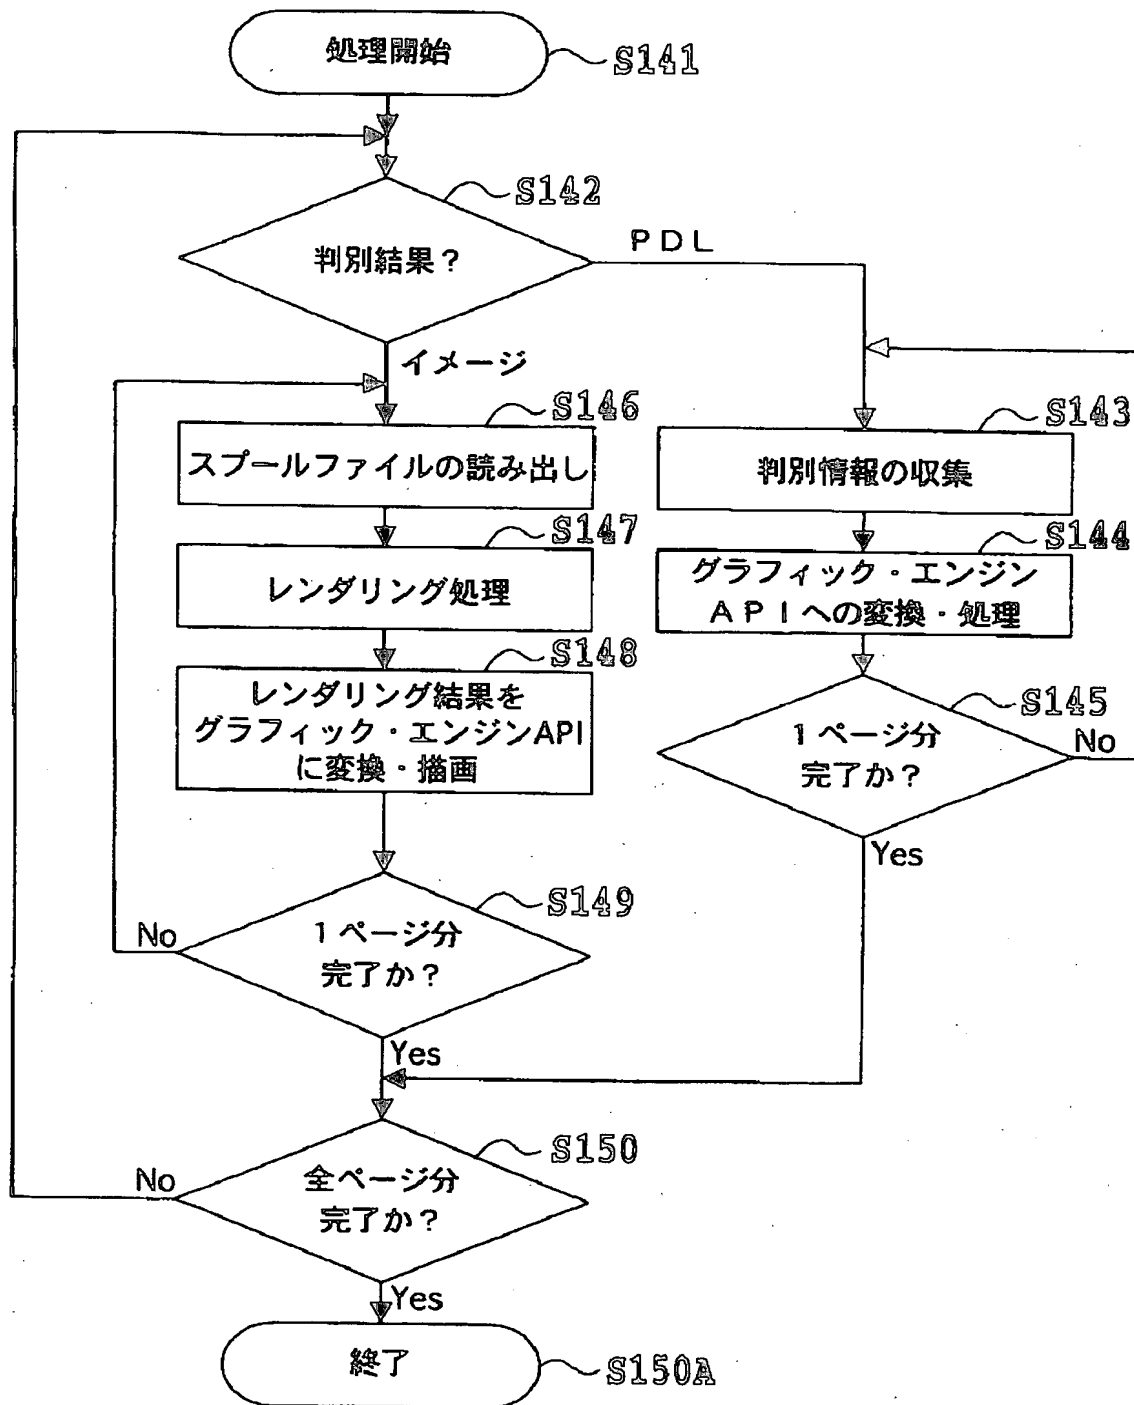 処理開始
S141
S142
判別結果？
ＰＤＬ
イメージ
S146
スプールファイルの読み出し
S143
判別情報の収集
S147
レンダリング処理
S144
グラフィック・エンジン
ＡＰＩへの変換・処理
S148
レンダリング結果を
グラフィック・エンジンAPI
に変換・描画
S145
１ページ分
完了か？
No
Yes
S149
１ページ分
完了か？
No
Yes
S150
全ページ分
完了か？
No
Yes
終了
S150A